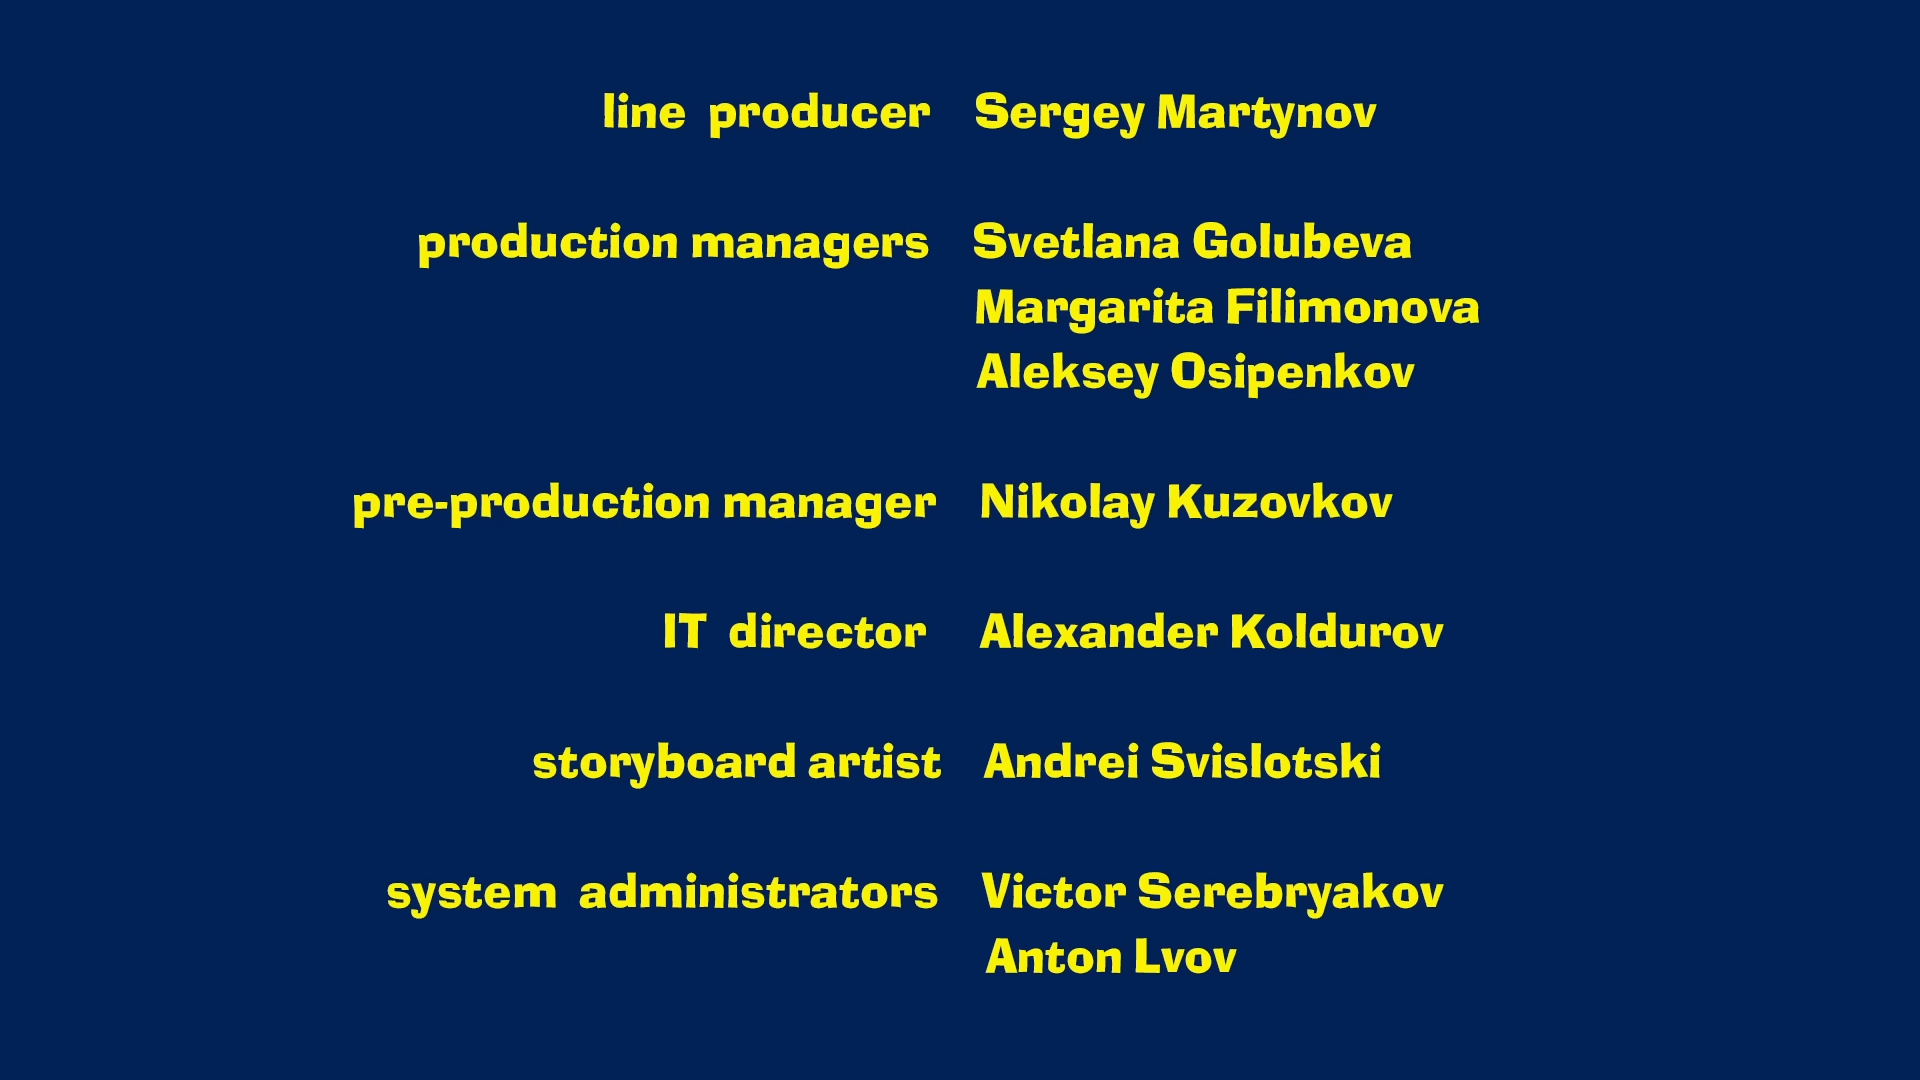 line producer Sergey Martynov
production managers Svetlana Golubeva
Margarita Filimonova
Aleksey Osipenkov
pre-production manager Nikolay Kuzovkov
IT director Alexander Koldurov
storyboard artist Andrei Svislotski
system administrators Victor Serebryakov
Anton Lvov